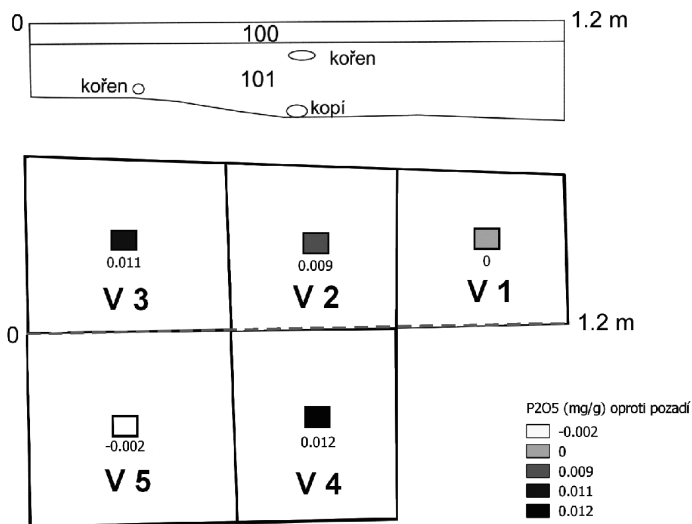 0
1.2 m
100
kořen
101
kořen
kopí
0.011
0.009
0
V 3
V 2
V 1
0
1.2 m
-0.002
0.012
V 5
V 4
P2O5 (mg/g) oproti pozadí
-0.002
0
0.009
0.011
0.012